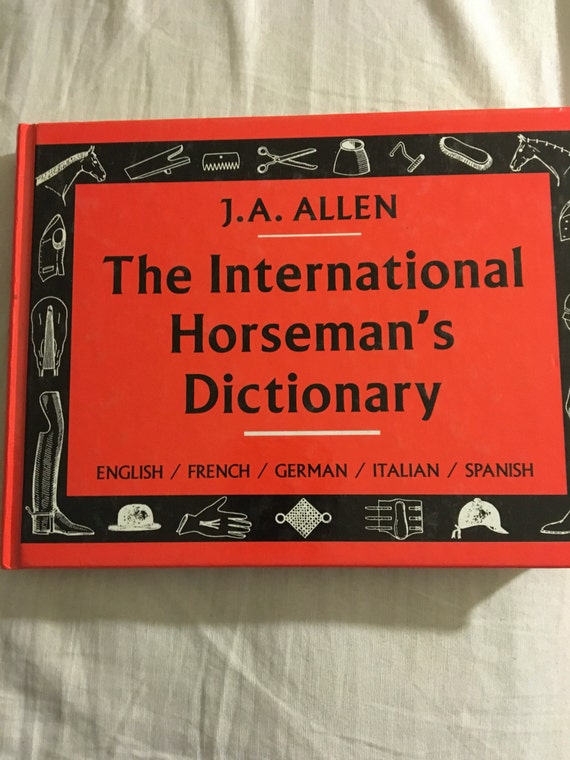 J.A. ALLEN
The International
Horseman's
Dictionary
ENGLISH / FRENCH / GERMAN / ITALIAN / SPANISH